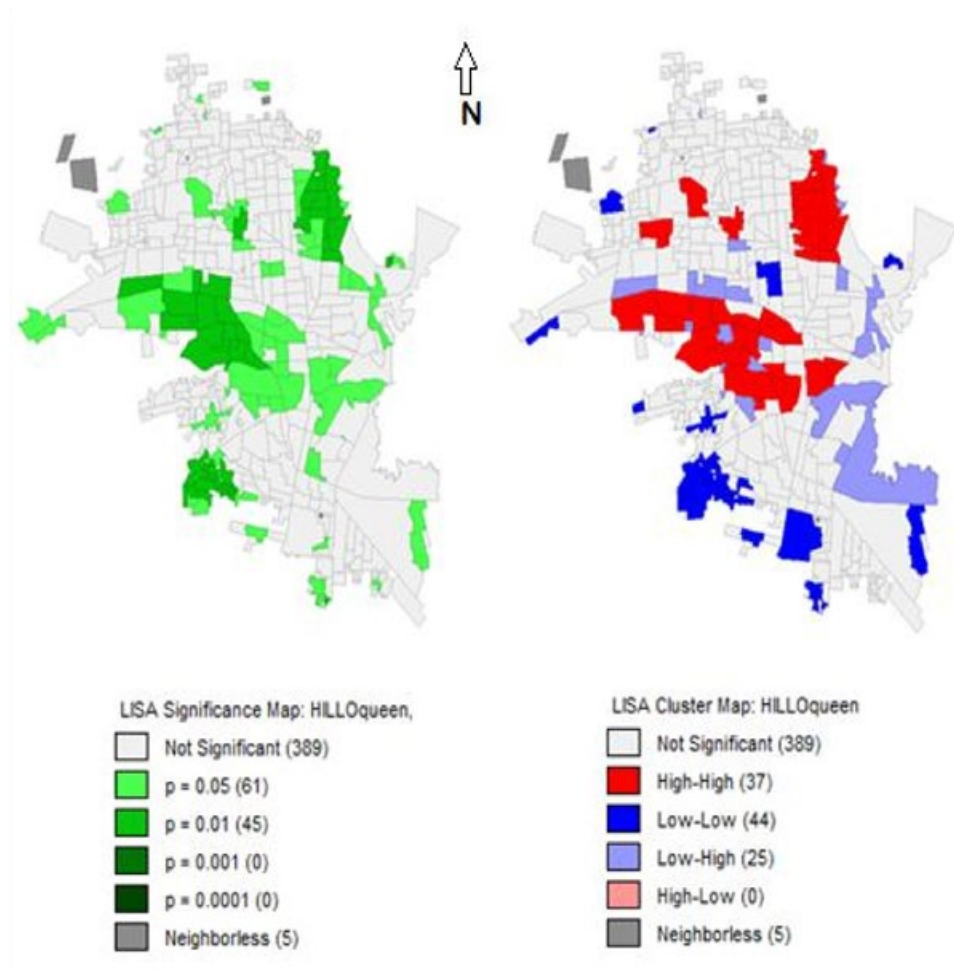 N
LISA Significance Map: HILLOqueen,
Not Significant (389)
p = 0.05 (61)
p = 0.01 (45)
p = 0.001 (0)
p = 0.0001 (0)
Neighborless (5)
LISA Cluster Map: HILLOqueen
Not Significant (389)
High-High (37)
Low-Low (44)
Low-High (25)
High-Low (0)
Neighborless (5)